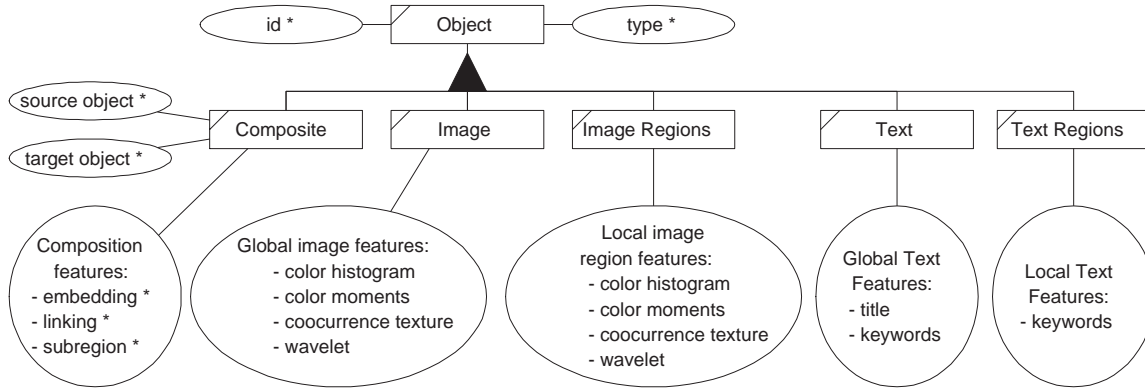 id *
Object
type *
source object *
target object *
Composite
Image
Image Regions
Text
Text Regions
Composition
features:
- embedding *
- linking *
- subregion *
Global image features:
- color histogram
- color moments
- coocurrence texture
- wavelet
Local image
region features:
- color histogram
- color moments
- coocurrence texture
- wavelet
Global Text
Features:
- title
- keywords
Local Text
Features:
- keywords